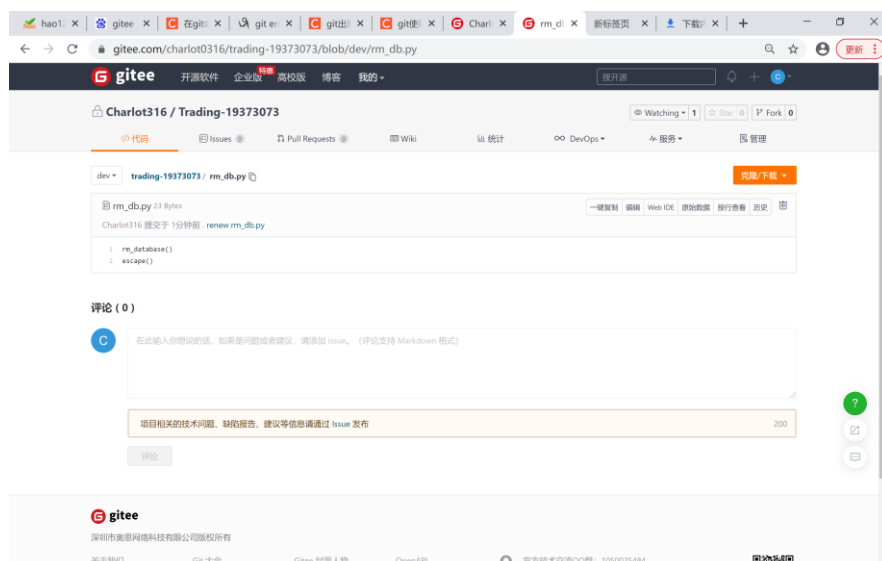 hao12
gitee
在git
git er
git出
git使
Charlo
rm_d
新标签页
下载P
gitee.com/charlot0316/trading-19373073/blob/dev/rm_db.py
更新
gitee
开源软件
企业版
特惠
高校版
博客
我的
搜开源
Charlot316 / Trading-19373073
Watching 1
Star 0
Fork 0
代码
Issues 0
Pull Requests 0
Wiki
统计
DevOps
服务
管理
dev
trading-19373073 / rm_db.py
克隆/下载
rm_db.py 23 Bytes
一键复制
编辑
Web IDE
原始数据
按行查看
历史
Charlot316 提交于 1分钟前 . renew rm_db.py
1 rm_database()
2 escape()
评论 ( 0 )
C
在此输入你想说的话，如果是问题或者建议，请添加 issue。 (评论支持 Markdown 格式)
项目相关的技术问题、缺陷报告、建议等信息请通过 Issue 发布
200
评论
gitee
深圳市奥思网络科技有限公司版权所有